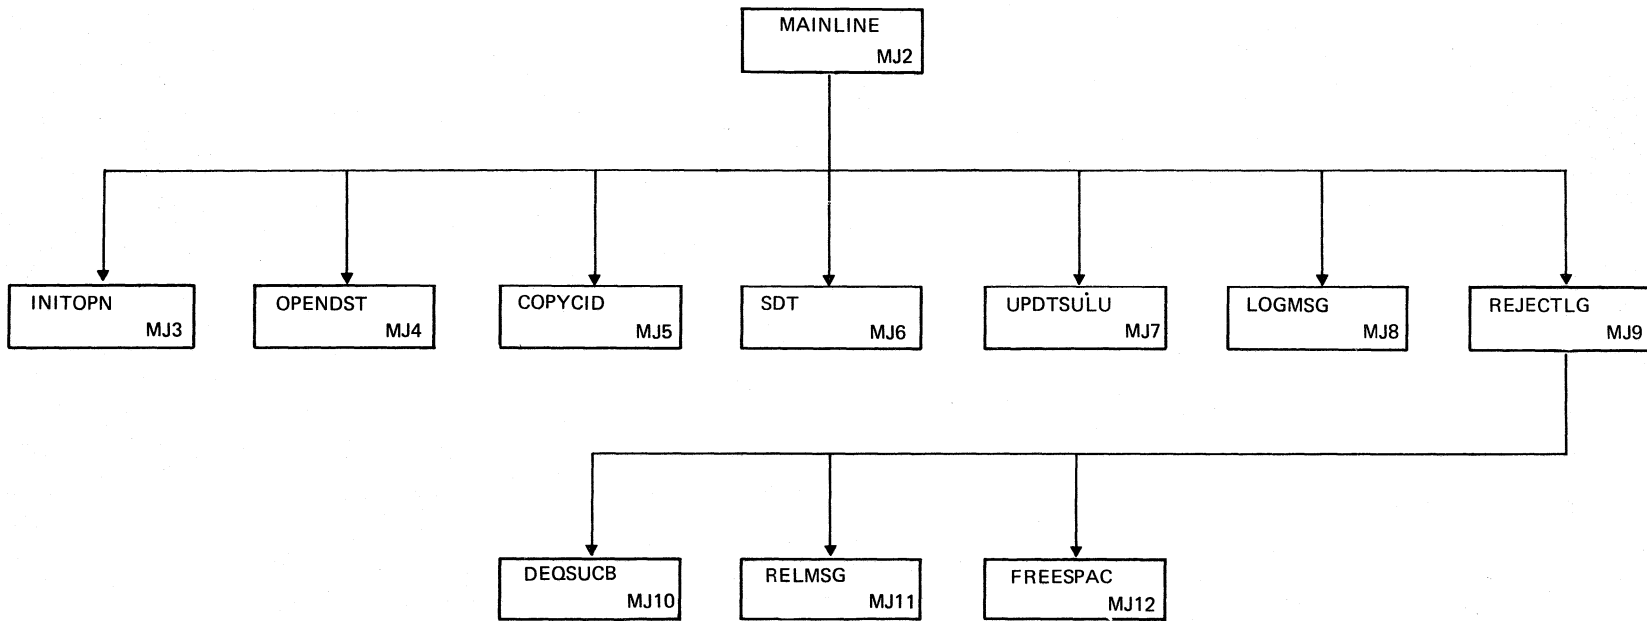 MAINLINE
MJ2
INITOPN
MJ3
OPENDST
MJ4
COPYCID
MJ5
SDT
MJ6
UPDTSULU
MJ7
LOGMSG
MJ8
REJECTLG
MJ9
DEQSUCB
MJ10
RELMSG
MJ11
FREESPAC
MJ12